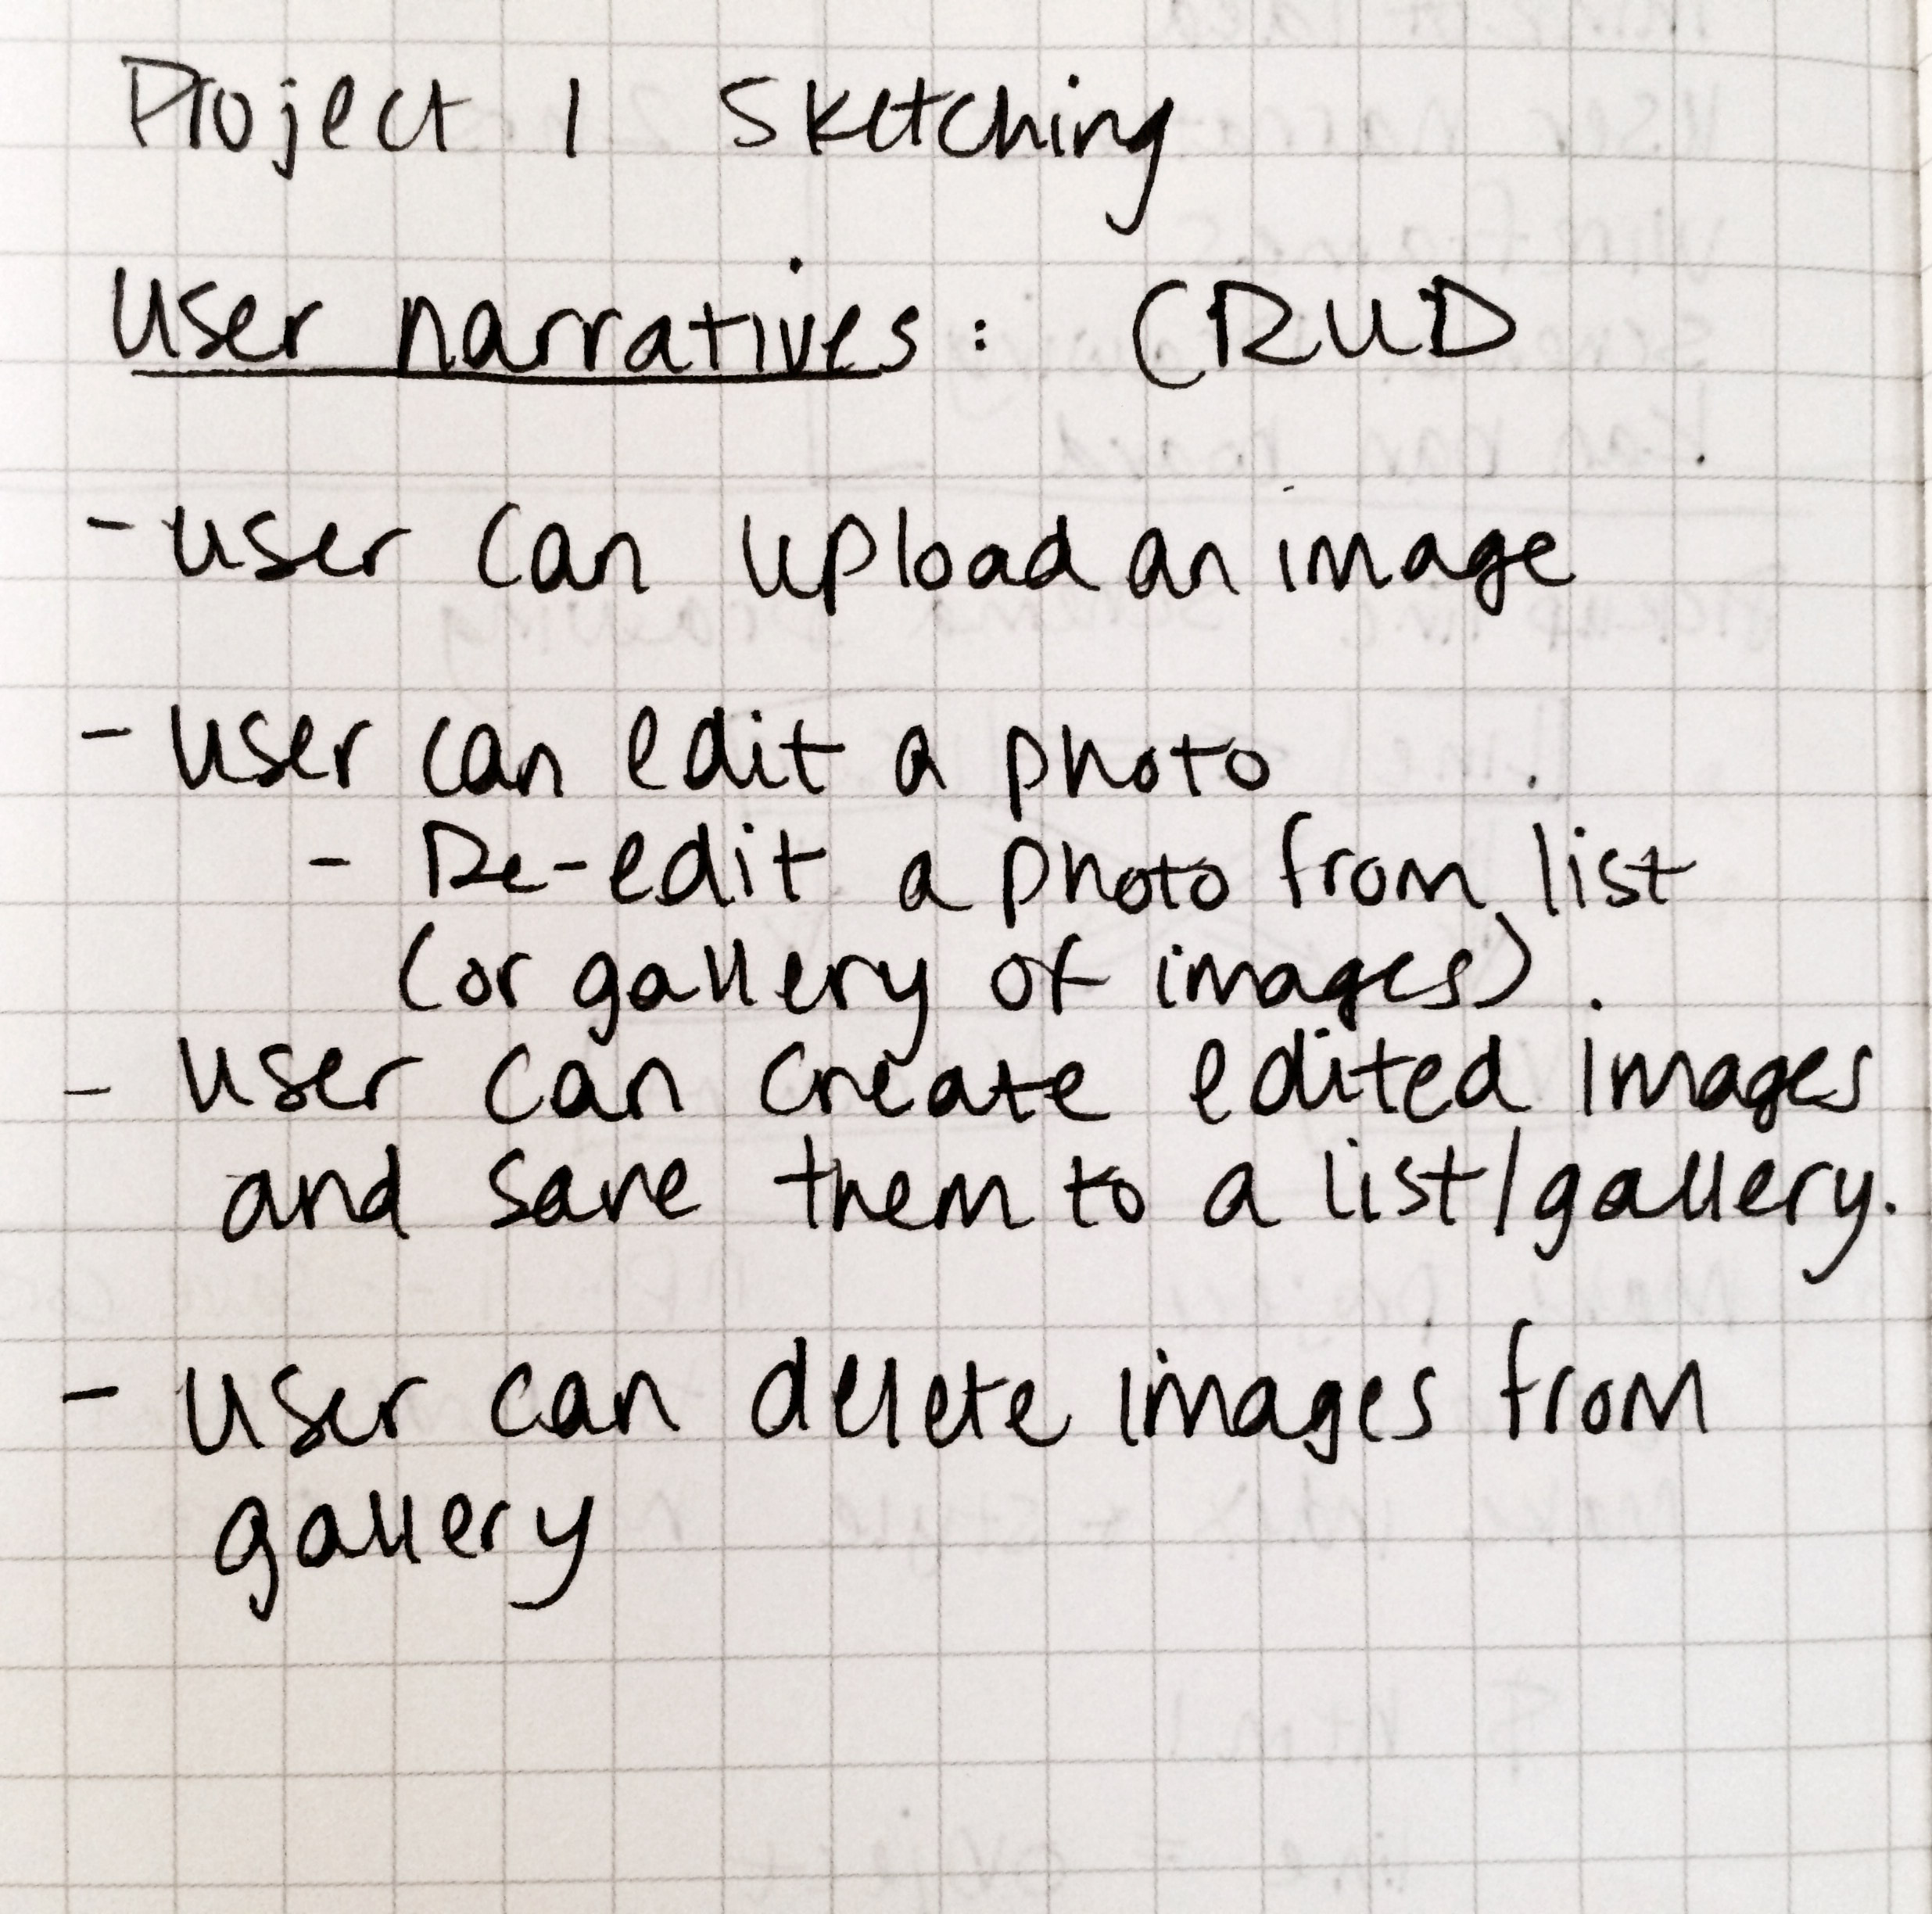 Project 1 Sketching
User narratives: CRUD
- User can upload an image
- User can edit a photo
- Re-edit a photo from list
(or gallery of images).
- User can create edited images
and save them to a list/gallery.
- User can delete images from
gallery